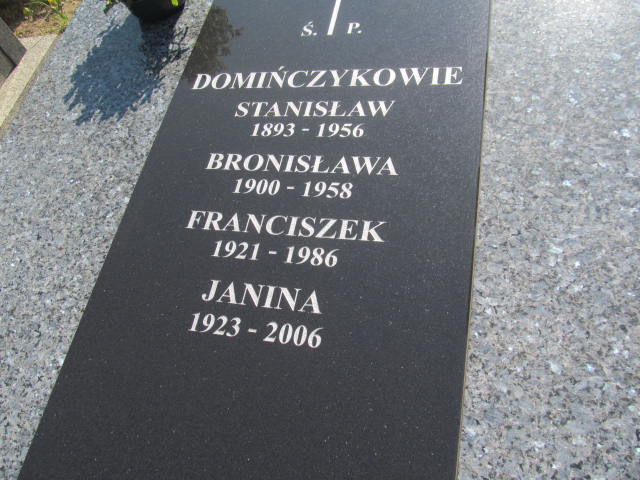 Ś. P.
DOMIŃCZYKOWIE
STANISŁAW
1893 - 1956
BRONISŁAWA
1900 - 1958
FRANCISZEK
1921 - 1986
JANINA
1923 - 2006